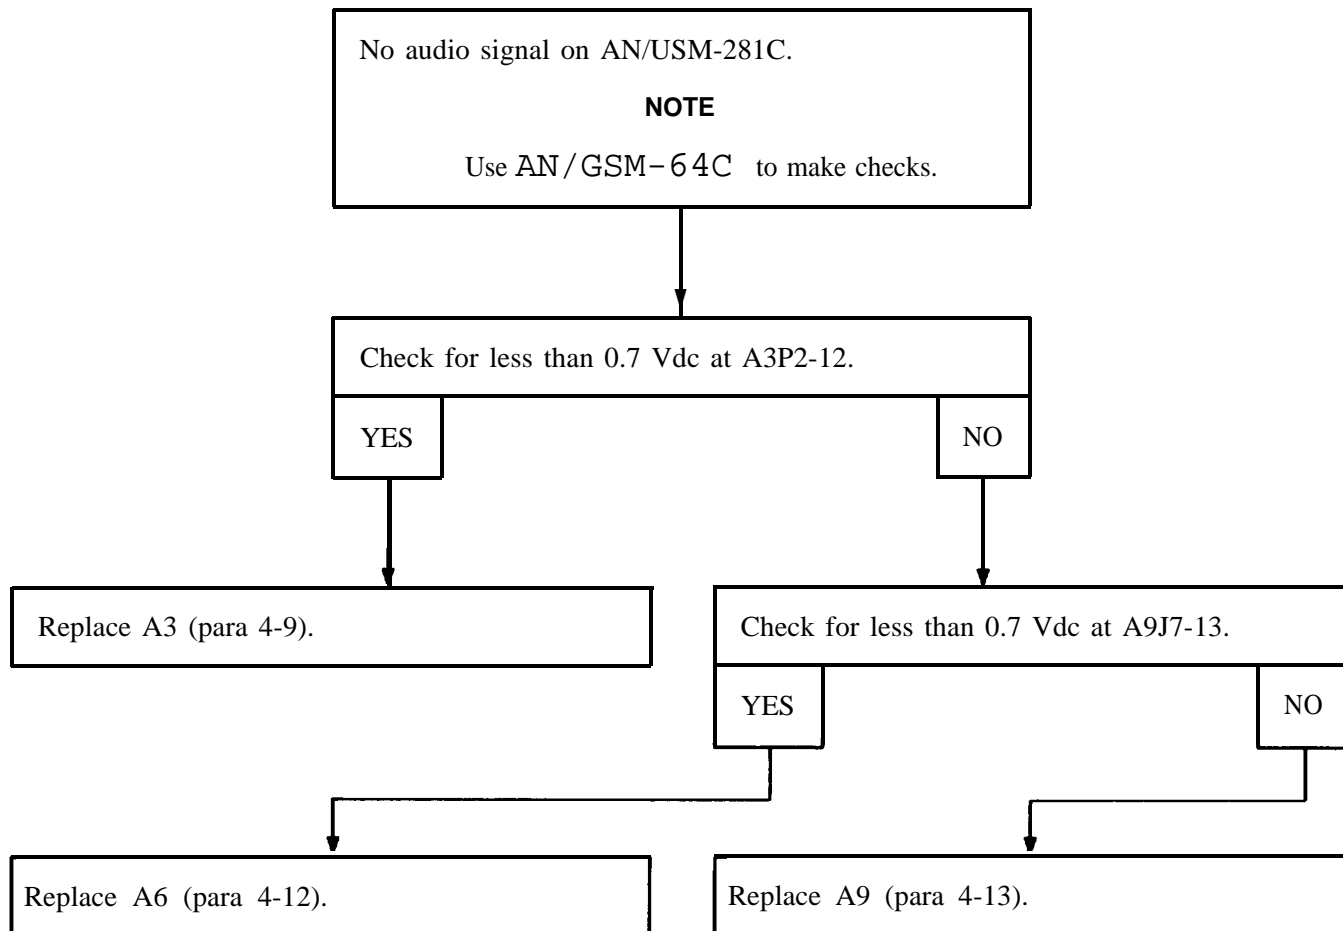 No audio signal on AN/USM-281C.
NOTE
Use AN/GSM-64C to make checks.
Check for less than 0.7 Vdc at A3P2-12.
YES
NO
Replace A3 (para 4-9).
Check for less than 0.7 Vdc at A9J7-13.
YES
NO
Replace A6 (para 4-12).
Replace A9 (para 4-13).